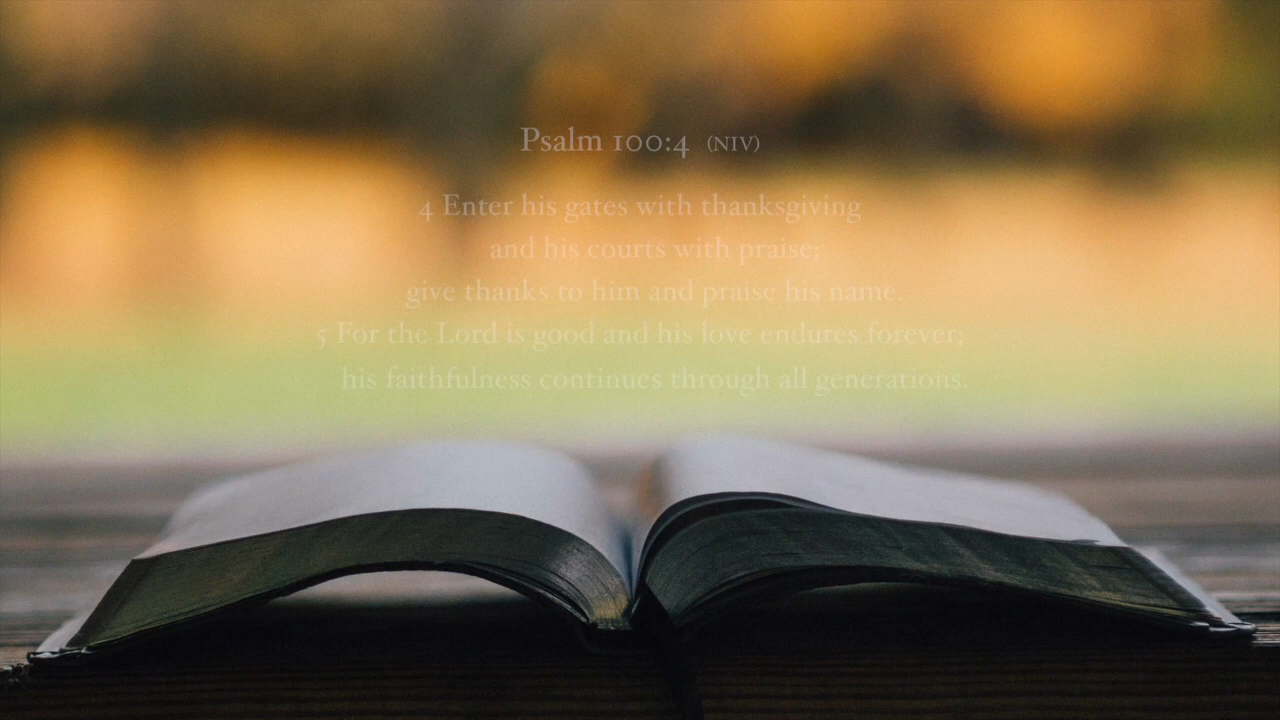 Psalm 100:4 (NIV)
4 Enter his gates with thanksgiving
and his courts with praise;
give thanks to him and praise his name.
5 For the Lord is good and his love endures forever;
his faithfulness continues through all generations.